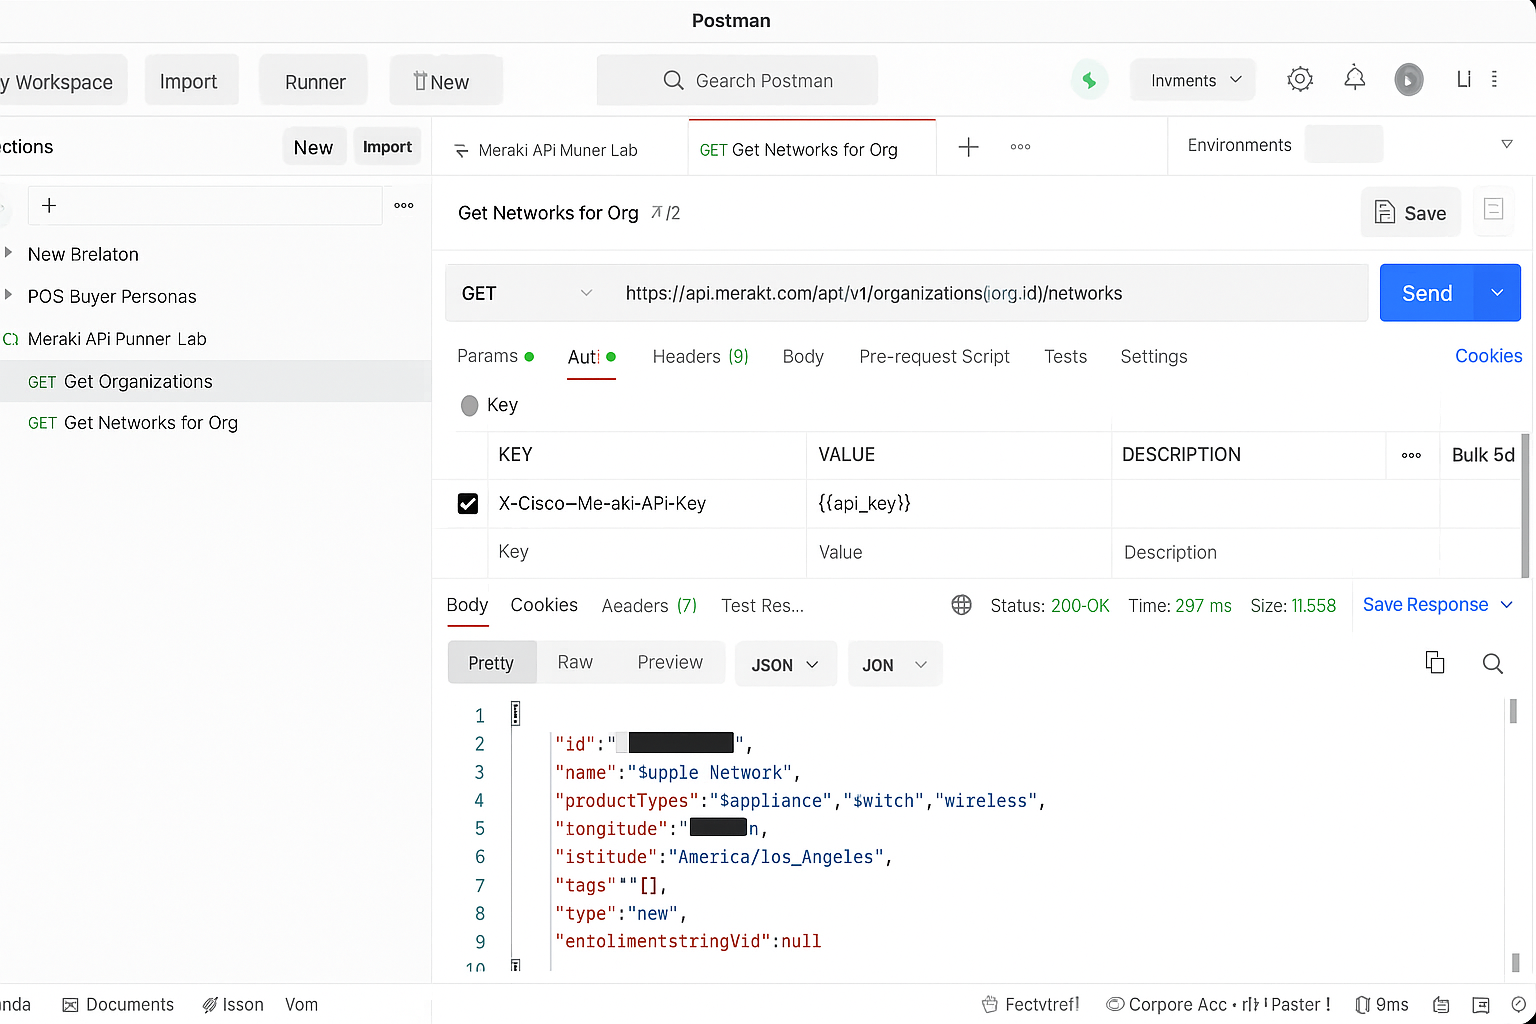 Postman
y Workspace
Import
Runner
New
Gearch Postman
Invments
Li
ctions
New
Import
Meraki APi Muner Lab
GET Get Networks for Org
Environments
Get Networks for Org /2
Save
New Brelaton
POS Buyer Personas
Meraki APi Punner Lab
GET Get Organizations
GET Get Networks for Org
GET
https://api.merakt.com/apt/v1/organizations(jorg.id)/networks
Send
Params
Auti
Headers (9)
Body
Pre-request Script
Tests
Settings
Cookies
Key
KEY
VALUE
DESCRIPTION
Bulk 5d
X-Cisco–Me-aki-APi-Key
{{api_key}}
Key
Value
Description
Body
Cookies
Aeaders (7)
Test Res...
Status: 200-OK
Time: 297 ms
Size: 11.558
Save Response
Pretty
Raw
Preview
JSON
JON
1
2 "id":"",
3 "name":"$upple Network",
4 "productTypes":"$appliance","$witch","wireless",
5 "tongitude":"n,
6 "istitude":"America/los_Angeles",
7 "tags"""[],
8 "type":"new",
9 "entolimentstringVid":null
10
nda
Documents
Isson
Vom
Fectvtref!
Corpore Acc • Paster !
9ms